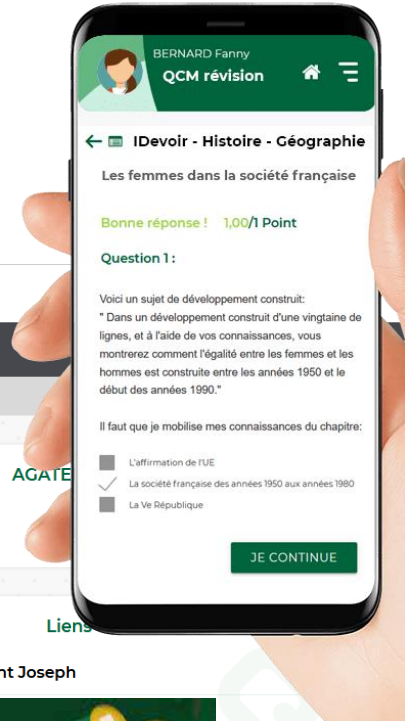 BERNARD Fanny
QCM révision
IDevoir - Histoire - Géographie
Les femmes dans la société française
Bonne réponse ! 1,00/1 Point
Question 1 :
Voici un sujet de développement construit:
" Dans un développement construit d'une vingtaine de
lignes, et à l'aide de vos connaissances, vous
montrerez comment l'égalité entre les femmes et les
hommes est construite entre les années 1950 et le
début des années 1990."
Il faut que je mobilise mes connaissances du chapitre:
L'affirmation de l'UE
La société française des années 1950 aux années 1980
La Ve République
JE CONTINUE
AGATE
Liens
nt Joseph